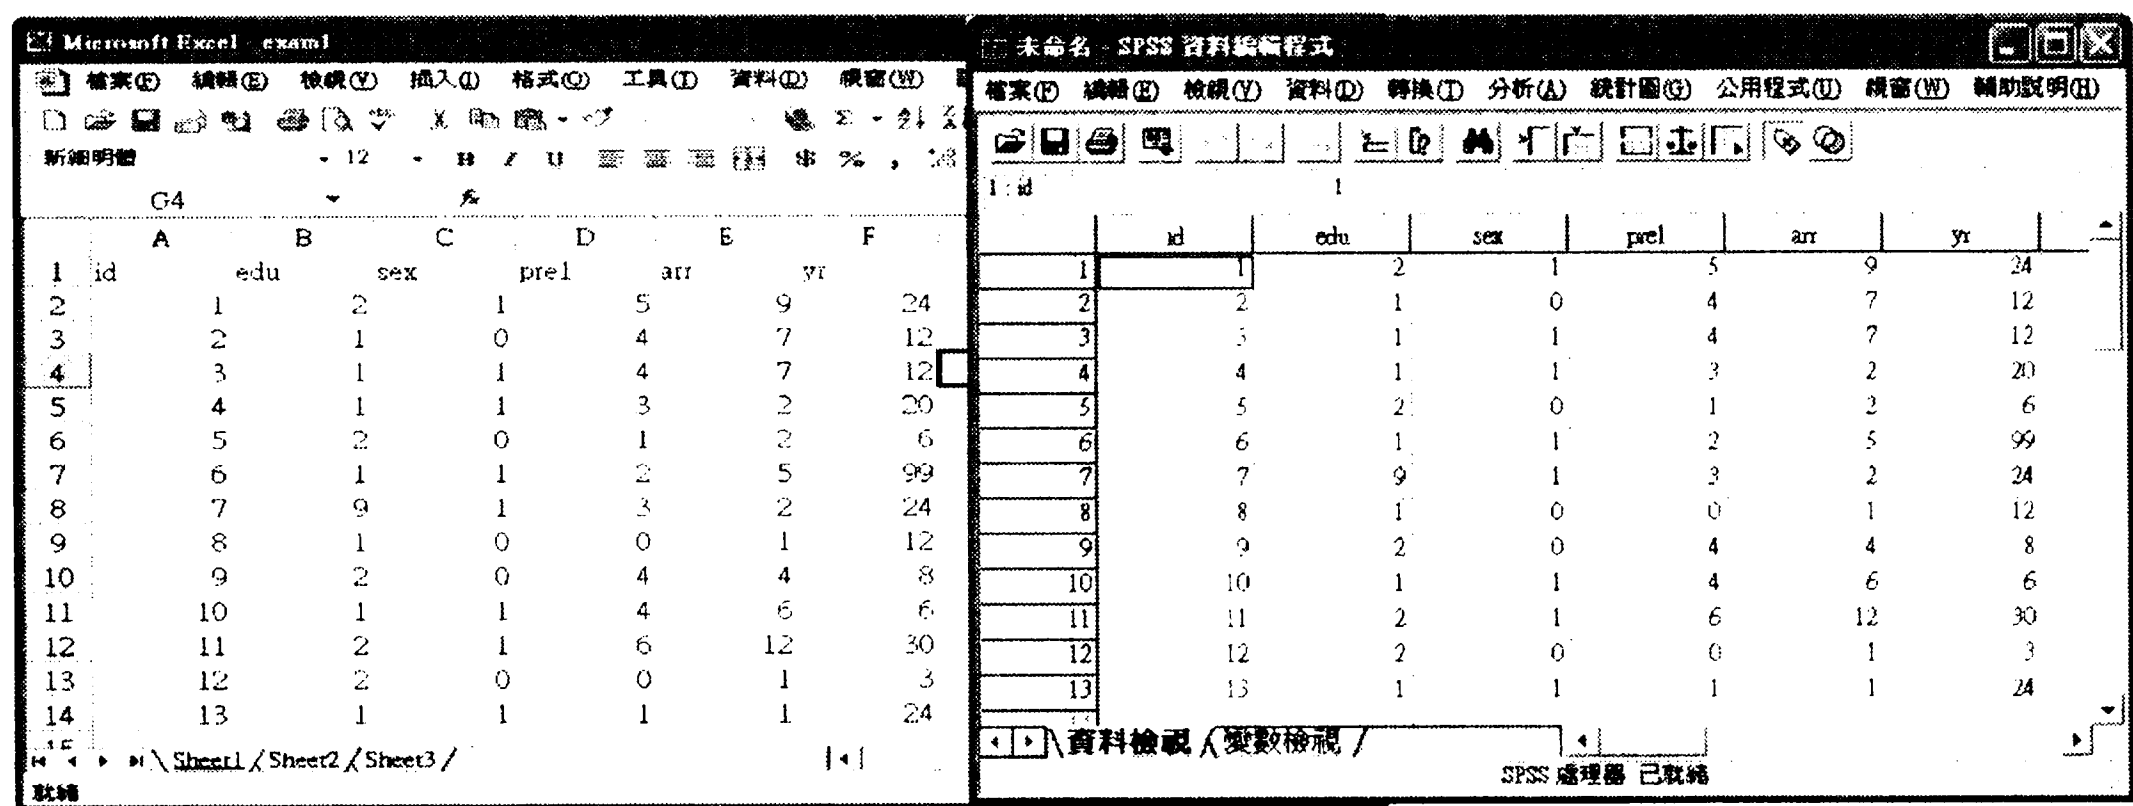 Microsoft Excel - exam1
檔案(F) 編輯(E) 檢視(V) 插入(I) 格式(O) 工具(T) 資料(D) 視窗(W)
新細明體 12 B I U $ % ,
G4 fx
A B C D E F
1 id edu sex prel arr yr
2 1 2 1 5 9 24
3 2 1 0 4 7 12
4 3 1 1 4 7 12
5 4 1 1 3 2 20
6 5 2 0 1 2 6
7 6 1 1 2 5 99
8 7 9 1 3 2 24
9 8 1 0 0 1 12
10 9 2 0 4 4 8
11 10 1 1 4 6 6
12 11 2 1 6 12 30
13 12 2 0 0 1 3
14 13 1 1 1 1 24
15
Sheet1 / Sheet2 / Sheet3 /
就緒
未命名 - SPSS 資料編輯程式
檔案(F) 編輯(E) 檢視(V) 資料(D) 轉換(T) 分析(A) 統計圖(G) 公用程式(U) 視窗(W) 輔助說明(H)
1 : id 1
id edu sex prel arr yr
1 1 2 1 5 9 24
2 2 1 0 4 7 12
3 3 1 1 4 7 12
4 4 1 1 3 2 20
5 5 2 0 1 2 6
6 6 1 1 2 5 99
7 7 9 1 3 2 24
8 8 1 0 0 1 12
9 9 2 0 4 4 8
10 10 1 1 4 6 6
11 11 2 1 6 12 30
12 12 2 0 0 1 3
13 13 1 1 1 1 24
資料檢視 / 變數檢視 /
SPSS 處理器 已就緒